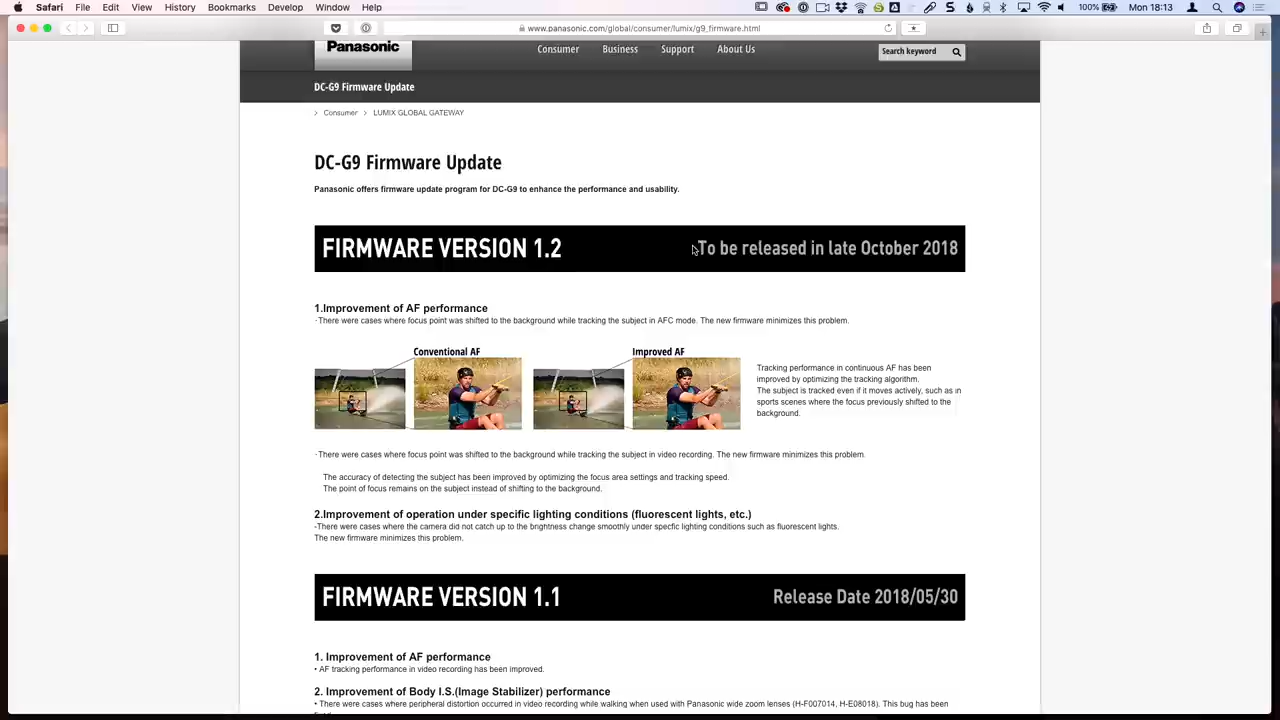 Safari File Edit View History Bookmarks Develop Window Help
100% Mon 18:13
www.panasonic.com/global/consumer/lumix/g9_firmware.html
Panasonic
Consumer Business Support About Us
Search keyword
DC-G9 Firmware Update
> Consumer > LUMIX GLOBAL GATEWAY
DC-G9 Firmware Update
Panasonic offers firmware update program for DC-G9 to enhance the performance and usability.
FIRMWARE VERSION 1.2 To be released in late October 2018
1.Improvement of AF performance
-There were cases where focus point was shifted to the background while tracking the subject in AFC mode. The new firmware minimizes this problem.
Conventional AF Improved AF
Tracking performance in continuous AF has been
improved by optimizing the tracking algorithm.
The subject is tracked even if it moves actively, such as in
sports scenes where the focus previously shifted to the
background.
-There were cases where focus point was shifted to the background while tracking the subject in video recording. The new firmware minimizes this problem.
The accuracy of detecting the subject has been improved by optimizing the focus area settings and tracking speed.
The point of focus remains on the subject instead of shifting to the background.
2.Improvement of operation under specific lighting conditions (fluorescent lights, etc.)
-There were cases where the camera did not catch up to the brightness change smoothly under specfic lighting conditions such as fluorescent lights.
The new firmware minimizes this problem.
FIRMWARE VERSION 1.1 Release Date 2018/05/30
1. Improvement of AF performance
• AF tracking performance in video recording has been improved.
2. Improvement of Body I.S.(Image Stabilizer) performance
• There were cases where peripheral distortion occurred in video recording while walking when used with Panasonic wide zoom lenses (H-F007014, H-E08018). This bug has been